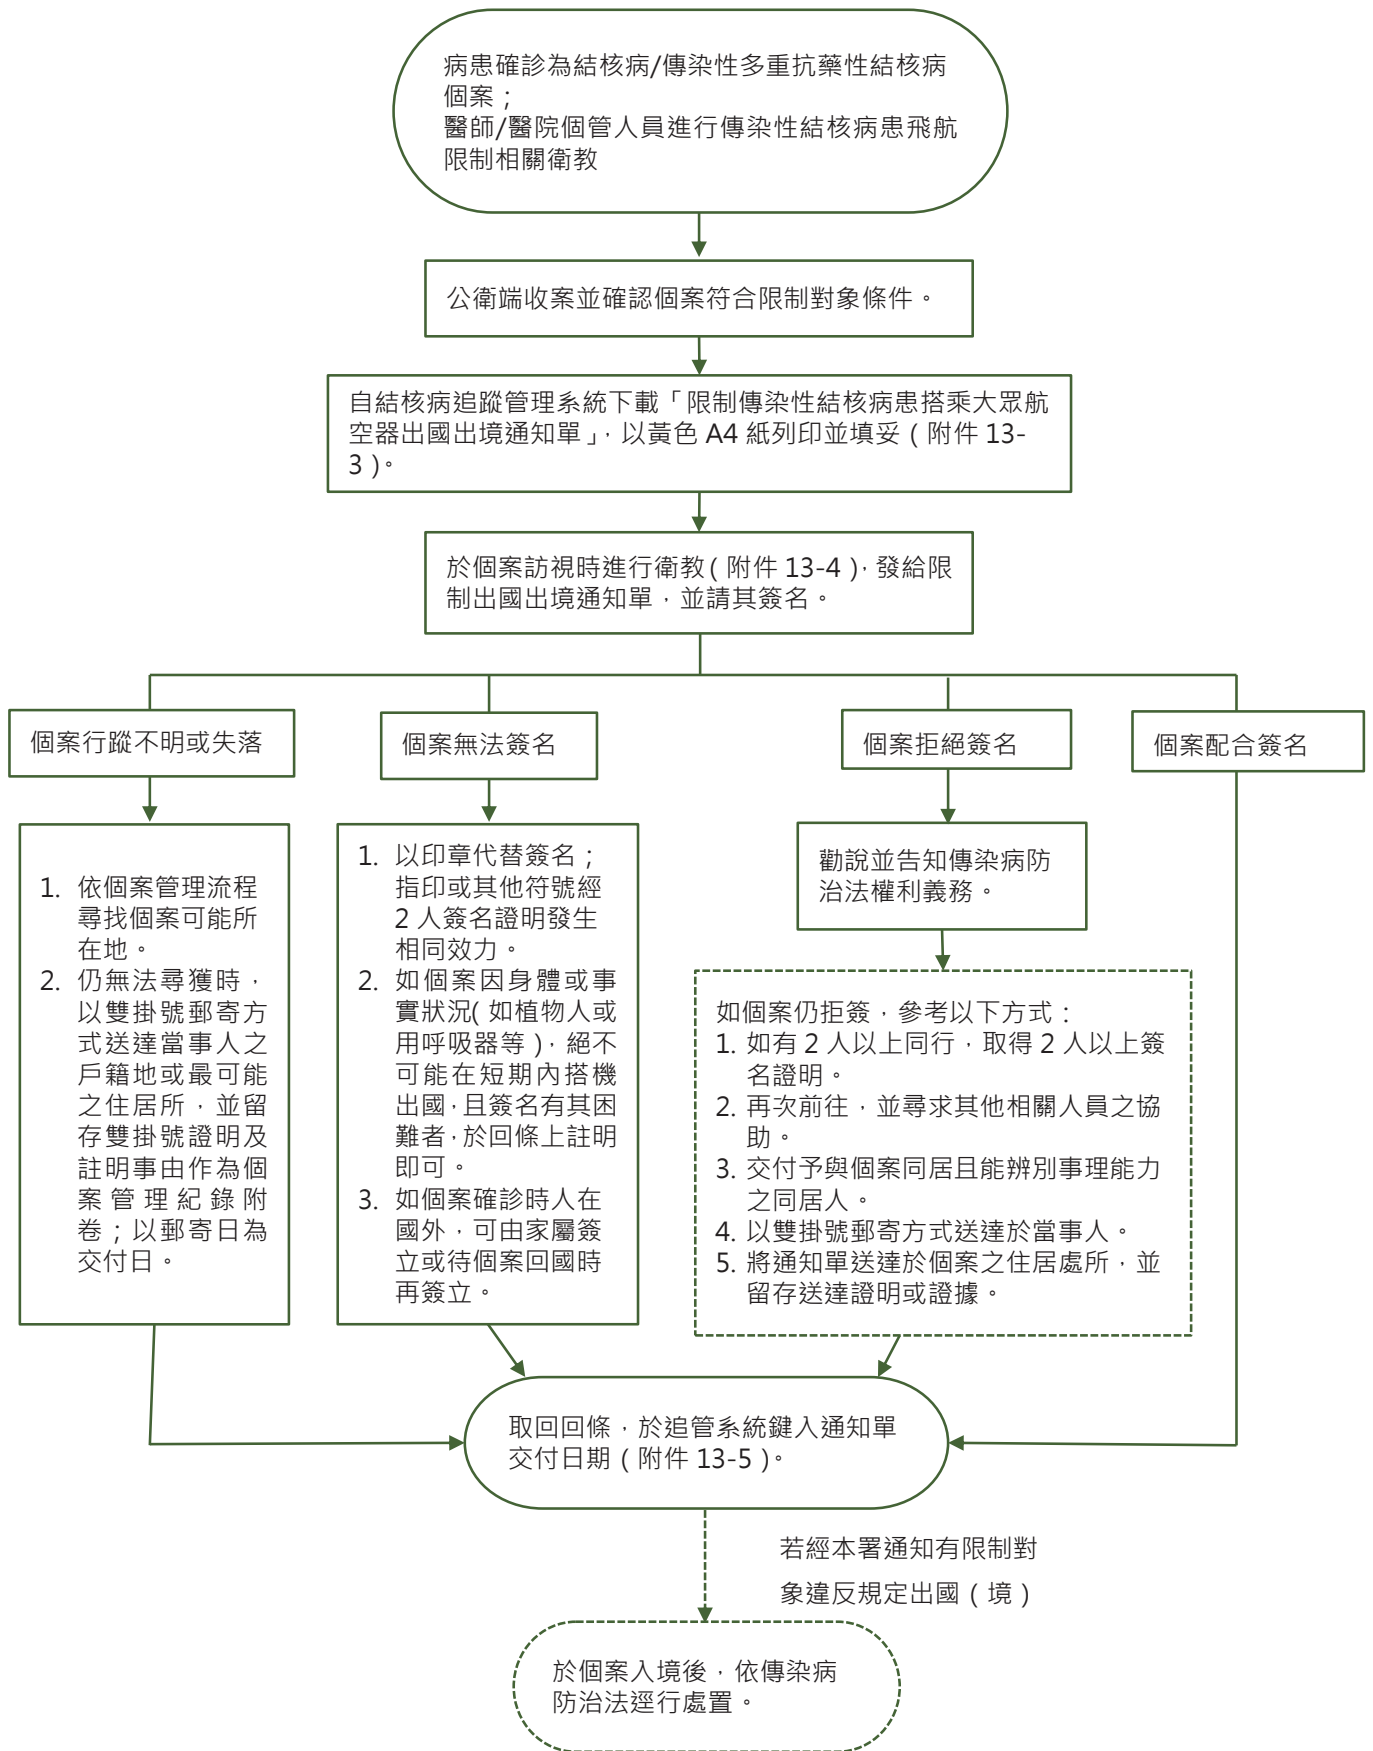 病患確診為結核病/傳染性多重抗藥性結核病
個案；
醫師/醫院個管人員進行傳染性結核病患飛航
限制相關衛教
公衛端收案並確認個案符合限制對象條件。
自結核病追蹤管理系統下載「限制傳染性結核病患搭乘大眾航
空器出國出境通知單」，以黃色 A4 紙列印並填妥（附件 13-
3）。
於個案訪視時進行衛教（附件 13-4），發給限
制出國出境通知單，並請其簽名。
個案行蹤不明或失落
個案無法簽名
個案拒絕簽名
個案配合簽名
1. 依個案管理流程
尋找個案可能所
在地。
2. 仍無法尋獲時，
以雙掛號郵寄方
式送達當事人之
戶籍地或最可能
之住居所，並留
存雙掛號證明及
註明事由作為個
案管理紀錄附
卷；以郵寄日為
交付日。
1. 以印章代替簽名；
指印或其他符號經
2 人簽名證明發生
相同效力。
2. 如個案因身體或事
實狀況（如植物人或
用呼吸器等），絕不
可能在短期內搭機
出國，且簽名有其困
難者，於回條上註明
即可。
3. 如個案確診時人在
國外，可由家屬簽
立或待個案回國時
再簽立。
勸說並告知傳染病防
治法權利義務。
如個案仍拒簽，參考以下方式：
1. 如有 2 人以上同行，取得 2 人以上簽
名證明。
2. 再次前往，並尋求其他相關人員之協
助。
3. 交付予與個案同居且能辨別事理能力
之同居人。
4. 以雙掛號郵寄方式送達於當事人。
5. 將通知單送達於個案之住居處所，並
留存送達證明或證據。
取回回條，於追管系統鍵入通知單
交付日期（附件 13-5）。
若經本署通知有限制對
象違反規定出國（境）
於個案入境後，依傳染病
防治法逕行處置。